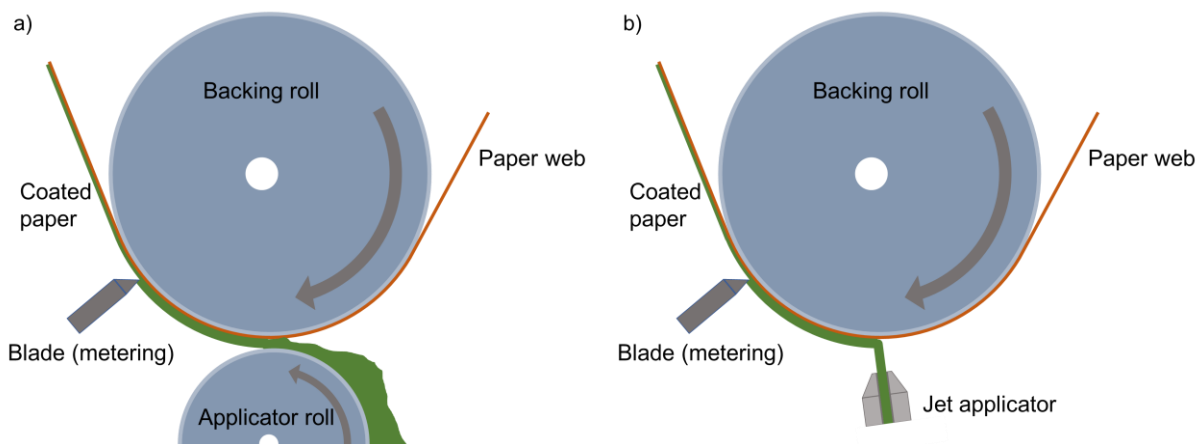 a)
Backing roll
Paper web
Coated
paper
Blade (metering)
Applicator roll
b)
Backing roll
Paper web
Coated
paper
Blade (metering)
Jet applicator